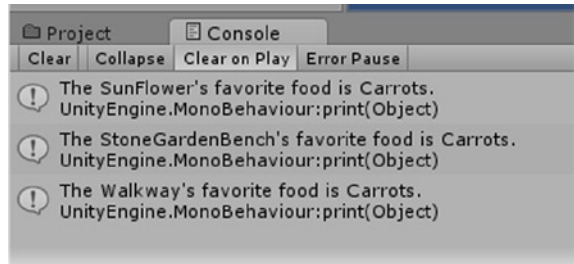 Project Console
Clear Collapse Clear on Play Error Pause
The SunFlower's favorite food is Carrots.
UnityEngine.MonoBehaviour:print(Object)
The StoneGardenBench's favorite food is Carrots.
UnityEngine.MonoBehaviour:print(Object)
The Walkway's favorite food is Carrots.
UnityEngine.MonoBehaviour:print(Object)